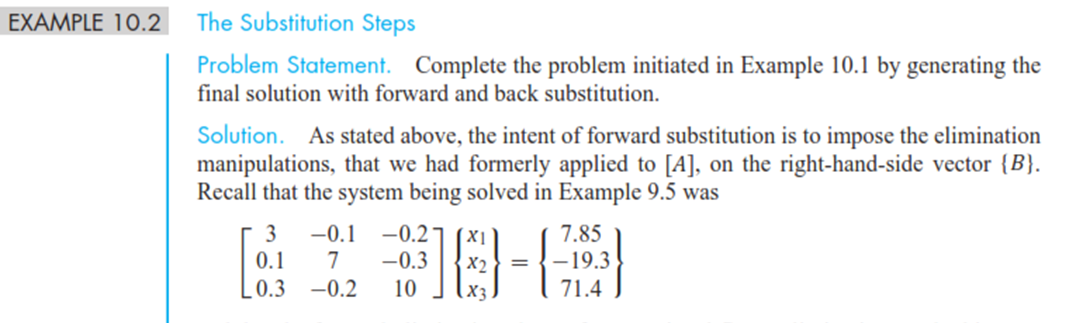 EXAMPLE 10.2 The Substitution Steps
Problem Statement. Complete the problem initiated in Example 10.1 by generating the
final solution with forward and back substitution.
Solution. As stated above, the intent of forward substitution is to impose the elimination
manipulations, that we had formerly applied to [A], on the right-hand-side vector {B}.
Recall that the system being solved in Example 9.5 was
[ 3 −0.1 −0.2 ] { x1 } { 7.85 }
[ 0.1 7 −0.3 ] { x2 } = { −19.3 }
[ 0.3 −0.2 10 ] { x3 } { 71.4 }